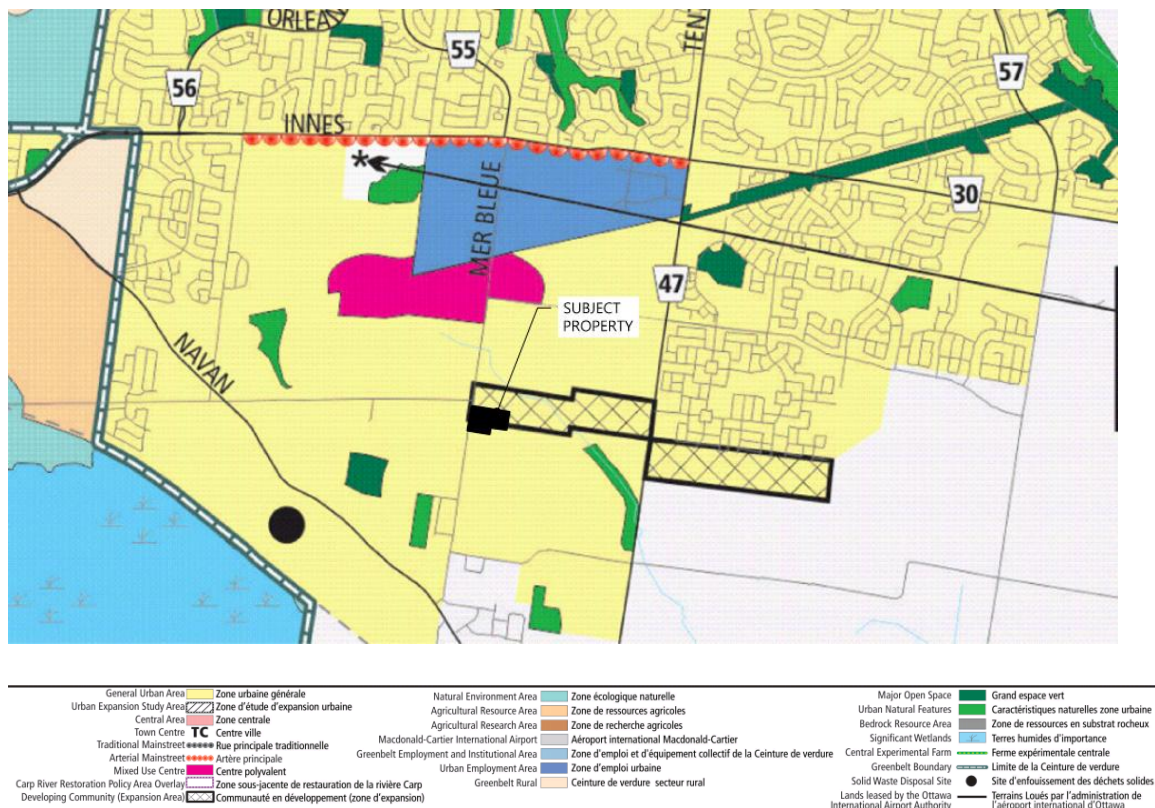 ORLEA
TEN
55
57
56
INNES
*
MER BLEUE
30
47
SUBJECT
PROPERTY
NAVAN
General Urban Area Zone urbaine générale
Urban Expansion Study Area Zone d'étude d'expansion urbaine
Central Area Zone centrale
Town Centre TC Centre ville
Traditional Mainstreet Rue principale traditionnelle
Arterial Mainstreet Artère principale
Mixed Use Centre Centre polyvalent
Carp River Restoration Policy Area Overlay Zone sous-jacente de restauration de la rivière Carp
Developing Community (Expansion Area) Communauté en développement (zone d'expansion)
Natural Environment Area Zone écologique naturelle
Agricultural Resource Area Zone de ressources agricoles
Agricultural Research Area Zone de recherche agricoles
Macdonald-Cartier International Airport Aéroport international Macdonald-Cartier
Greenbelt Employment and Institutional Area Zone d'emploi et d'équipement collectif de la Ceinture de verdure
Urban Employment Area Zone d'emploi urbaine
Greenbelt Rural Ceinture de verdure secteur rural
Major Open Space Grand espace vert
Urban Natural Features Caractéristiques naturelles zone urbaine
Bedrock Resource Area Zone de ressources en substrat rocheux
Significant Wetlands Terres humides d'importance
Central Experimental Farm Ferme expérimentale centrale
Greenbelt Boundary Limite de la Ceinture de verdure
Solid Waste Disposal Site Site d'enfouissement des déchets solides
Lands leased by the Ottawa Terrains Loués par l'administration de
International Airport Authority l'aéroport international d'Ottawa